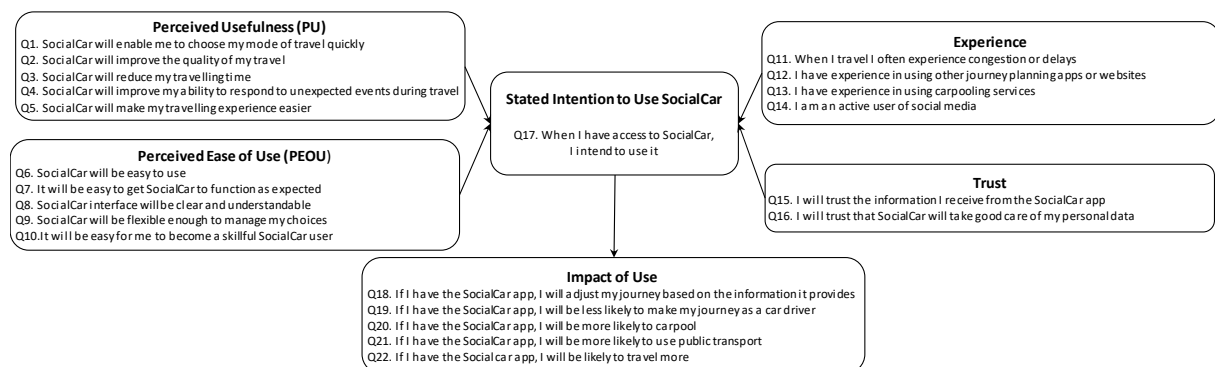 Perceived Usefulness (PU)
Q1. SocialCar will enable me to choose my mode of travel quickly
Q2. SocialCar will improve the quality of my travel
Q3. SocialCar will reduce my travelling time
Q4. SocialCar will improve my ability to respond to unexpected events during travel
Q5. SocialCar will make my travelling experience easier
Perceived Ease of Use (PEOU)
Q6. SocialCar will be easy to use
Q7. It will be easy to get SocialCar to function as expected
Q8. SocialCar interface will be clear and understandable
Q9. SocialCar will be flexible enough to manage my choices
Q10.It will be easy for me to become a skillful SocialCar user
Stated Intention to Use SocialCar
Q17. When I have access to SocialCar,
I intend to use it
Experience
Q11. When I travel I often experience congestion or delays
Q12. I have experience in using other journey planning apps or websites
Q13. I have experience in using carpooling services
Q14. I am an active user of social media
Trust
Q15. I will trust the information I receive from the SocialCar app
Q16. I will trust that SocialCar will take good care of my personal data
Impact of Use
Q18. If I have the SocialCar app, I will adjust my journey based on the information it provides
Q19. If I have the SocialCar app, I will be less likely to make my journey as a car driver
Q20. If I have the SocialCar app, I will be more likely to carpool
Q21. If I have the SocialCar app, I will be more likely to use public transport
Q22. If I have the Socialcar app, I will be likely to travel more